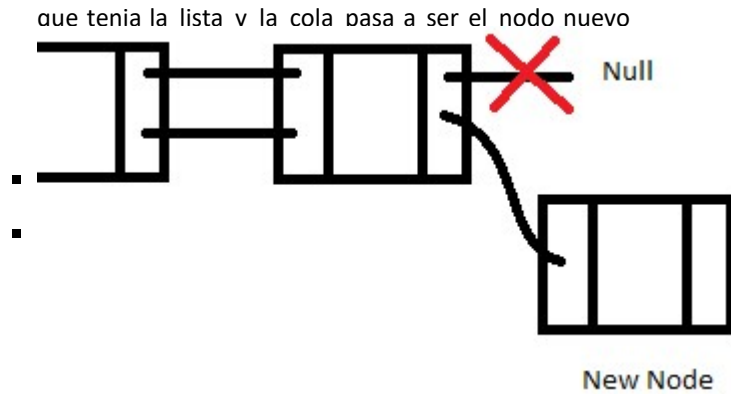 que tenia la lista y la cola pasa a ser el nodo nuevo
Null
New Node